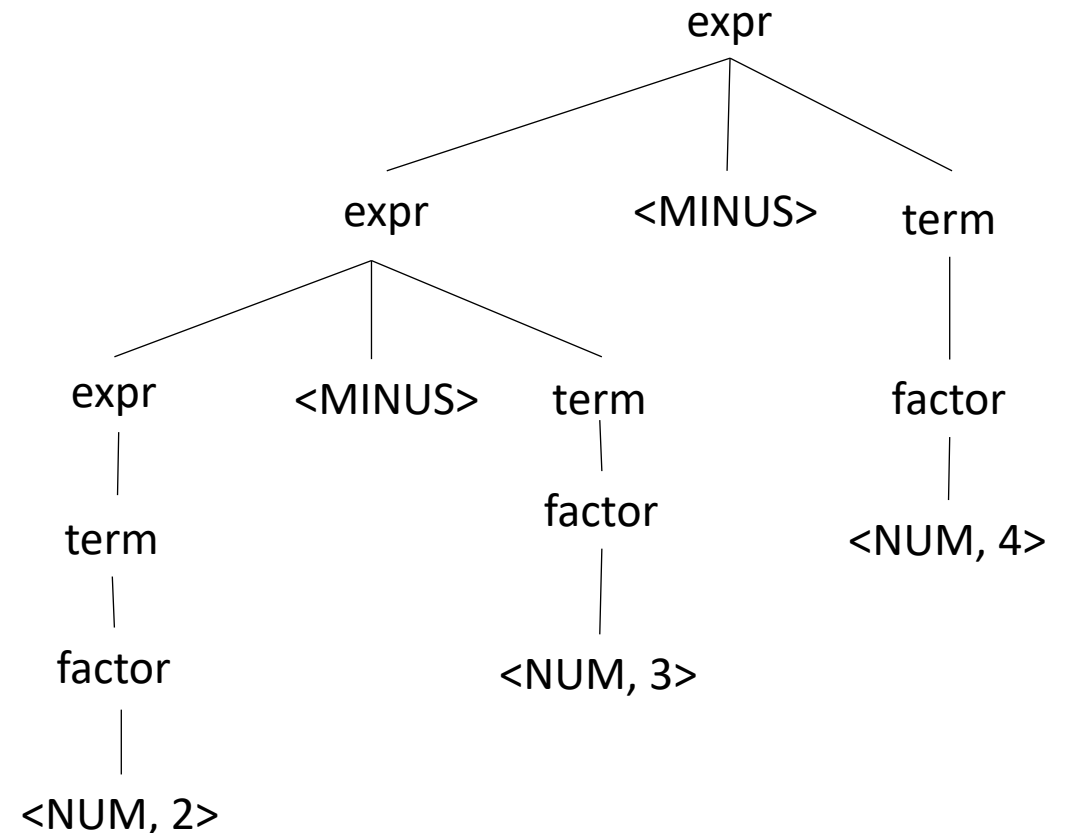 expr
expr <MINUS> term
expr <MINUS> term factor
term factor <NUM, 4>
factor <NUM, 3>
<NUM, 2>